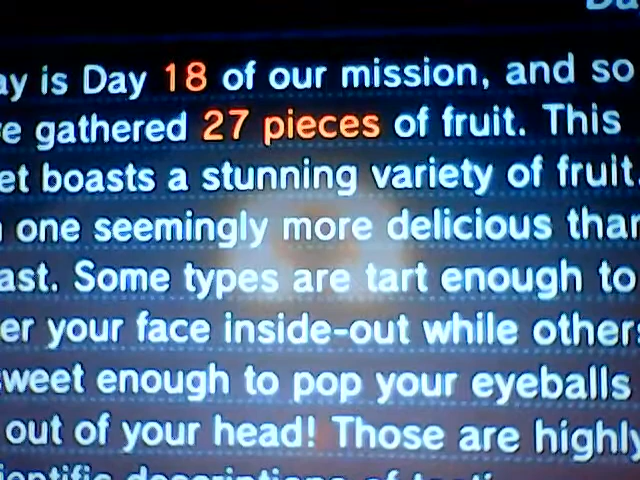 ay is Day 18 of our mission, and so
e gathered 27 pieces of fruit. This
et boasts a stunning variety of fruit.
one seemingly more delicious than
ast. Some types are tart enough to
er your face inside-out while others
sweet enough to pop your eyeballs
out of your head! Those are highly